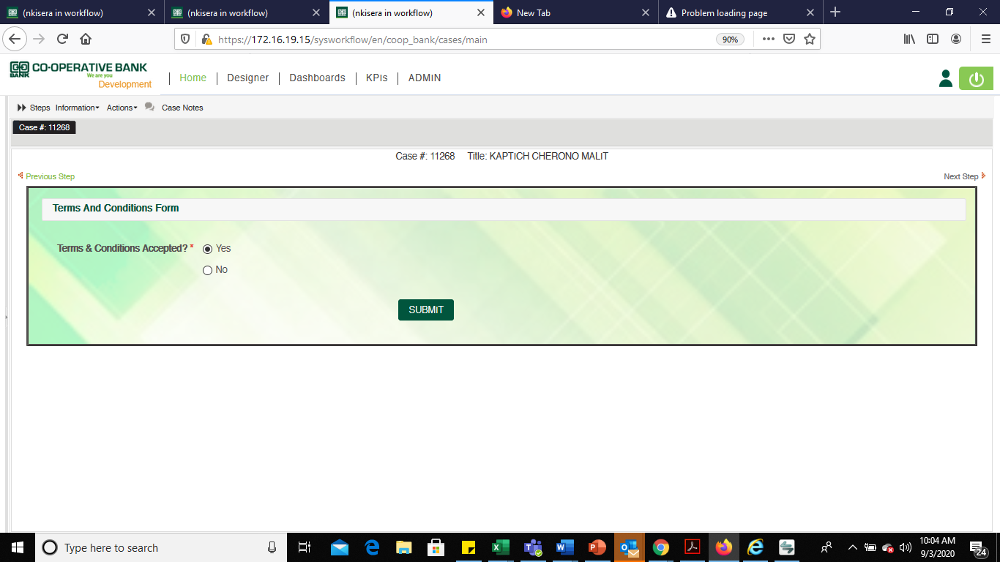 (nkisera in workflow)
(nkisera in workflow)
(nkisera in workflow)
New Tab
Problem loading page
https://172.16.19.15/sysworkflow/en/coop_bank/cases/main
90%
CO-OPERATIVE BANK
BANK
We are you
Development
Home
Designer
Dashboards
KPIs
ADMIN
Steps Information Actions Case Notes
Case #: 11268
Case #: 11268 Title: KAPTICH CHERONO MALIT
Previous Step
Next Step
Terms And Conditions Form
Terms & Conditions Accepted? *
Yes
No
SUBMIT
Type here to search
10:04 AM
9/3/2020
24